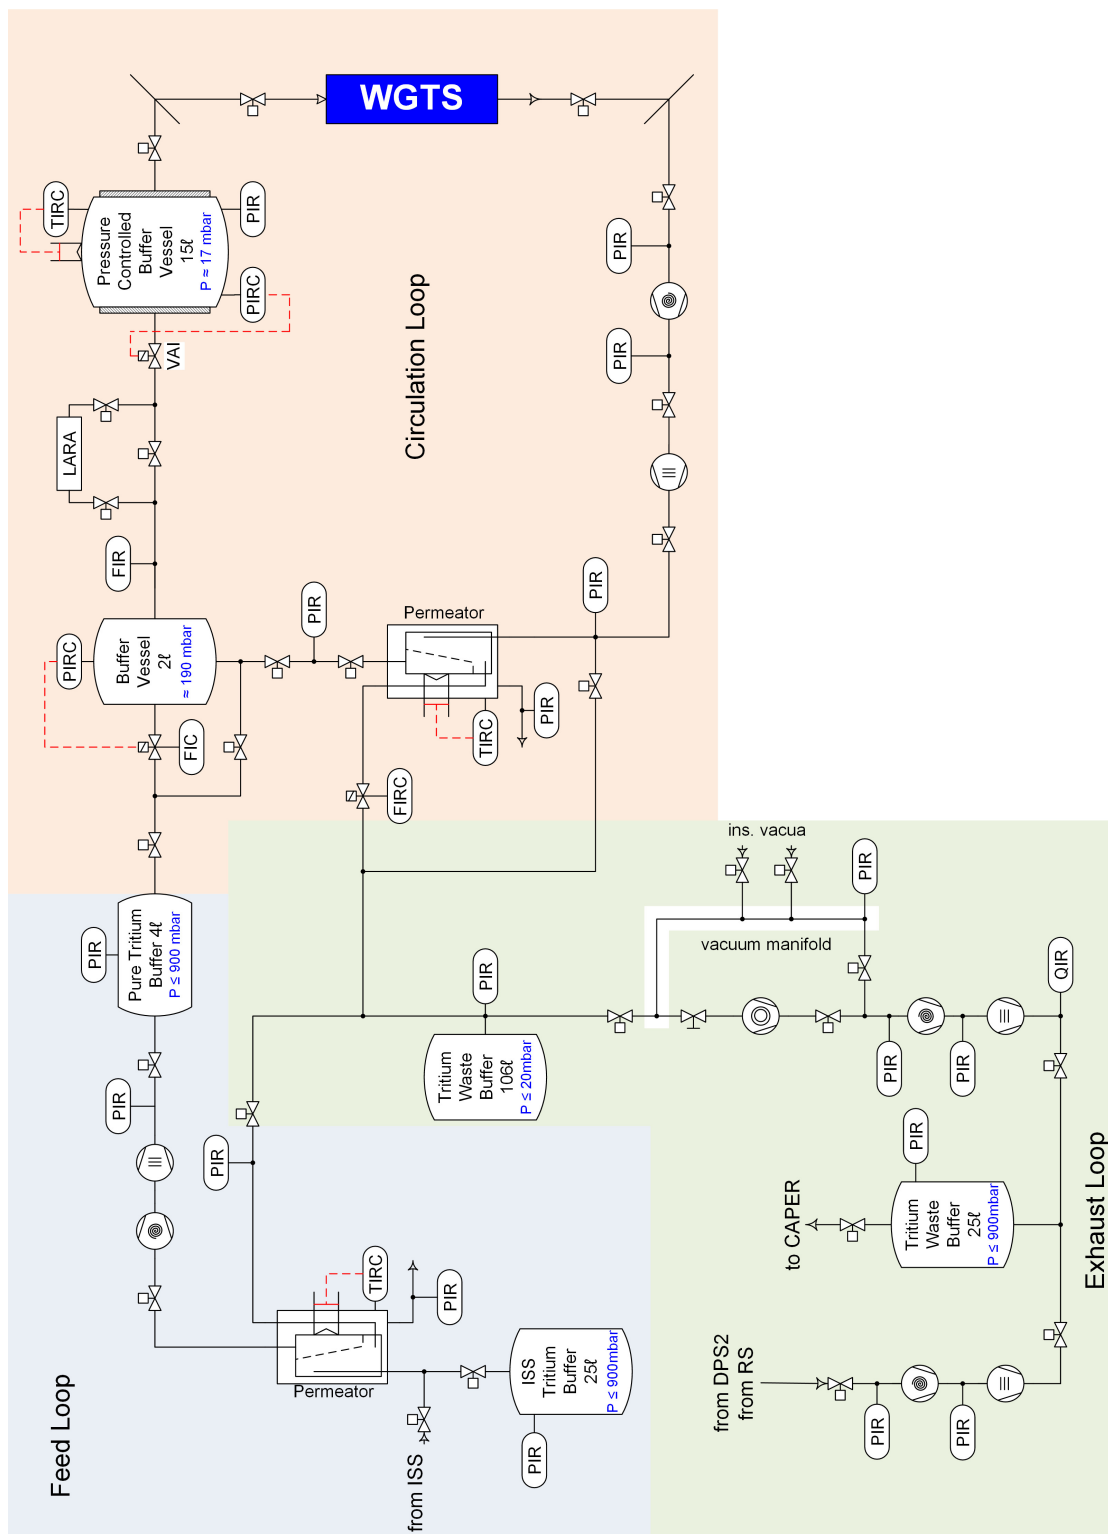 WGTS
TIRC
PIR
Pressure
Controlled
Buffer
Vessel
15ℓ
P ≈ 17 mbar
PIRC
VAI
LARA
FIR
Circulation Loop
PIR
PIR
PIRC
Buffer
Vessel
2ℓ
≈ 190 mbar
FIC
PIR
Permeator
PIR
TIRC
PIR
FIRC
PIR
Pure Tritium
Buffer 4ℓ
P ≤ 900 mbar
PIR
PIR
ins. vacua
PIR
vacuum manifold
PIR
Tritium
Waste
Buffer
106ℓ
P ≤ 20mbar
PIR
PIR
QIR
PIR
Tritium
Waste
Buffer
25ℓ
P ≤ 900mbar
to CAPER
Exhaust Loop
from DPS2
from RS
PIR
PIR
TIRC
PIR
Permeator
ISS
Tritium
Buffer
25ℓ
P ≤ 900mbar
PIR
from ISS
Feed Loop